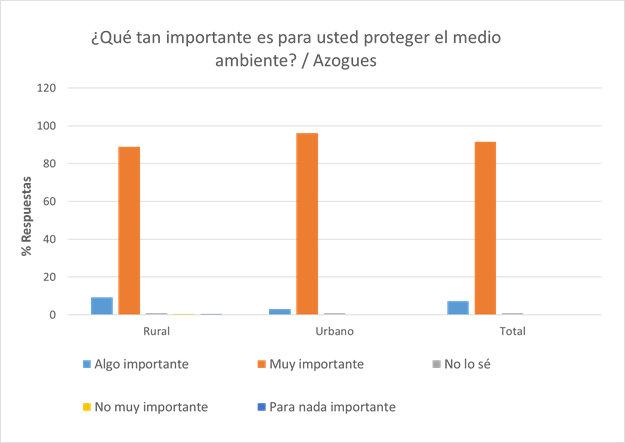 ¿Qué tan importante es para usted proteger el medio
ambiente? / Azogues
% Respuestas
120
100
80
60
40
20
0
Rural
Urbano
Total
Algo importante
Muy importante
No lo sé
No muy importante
Para nada importante